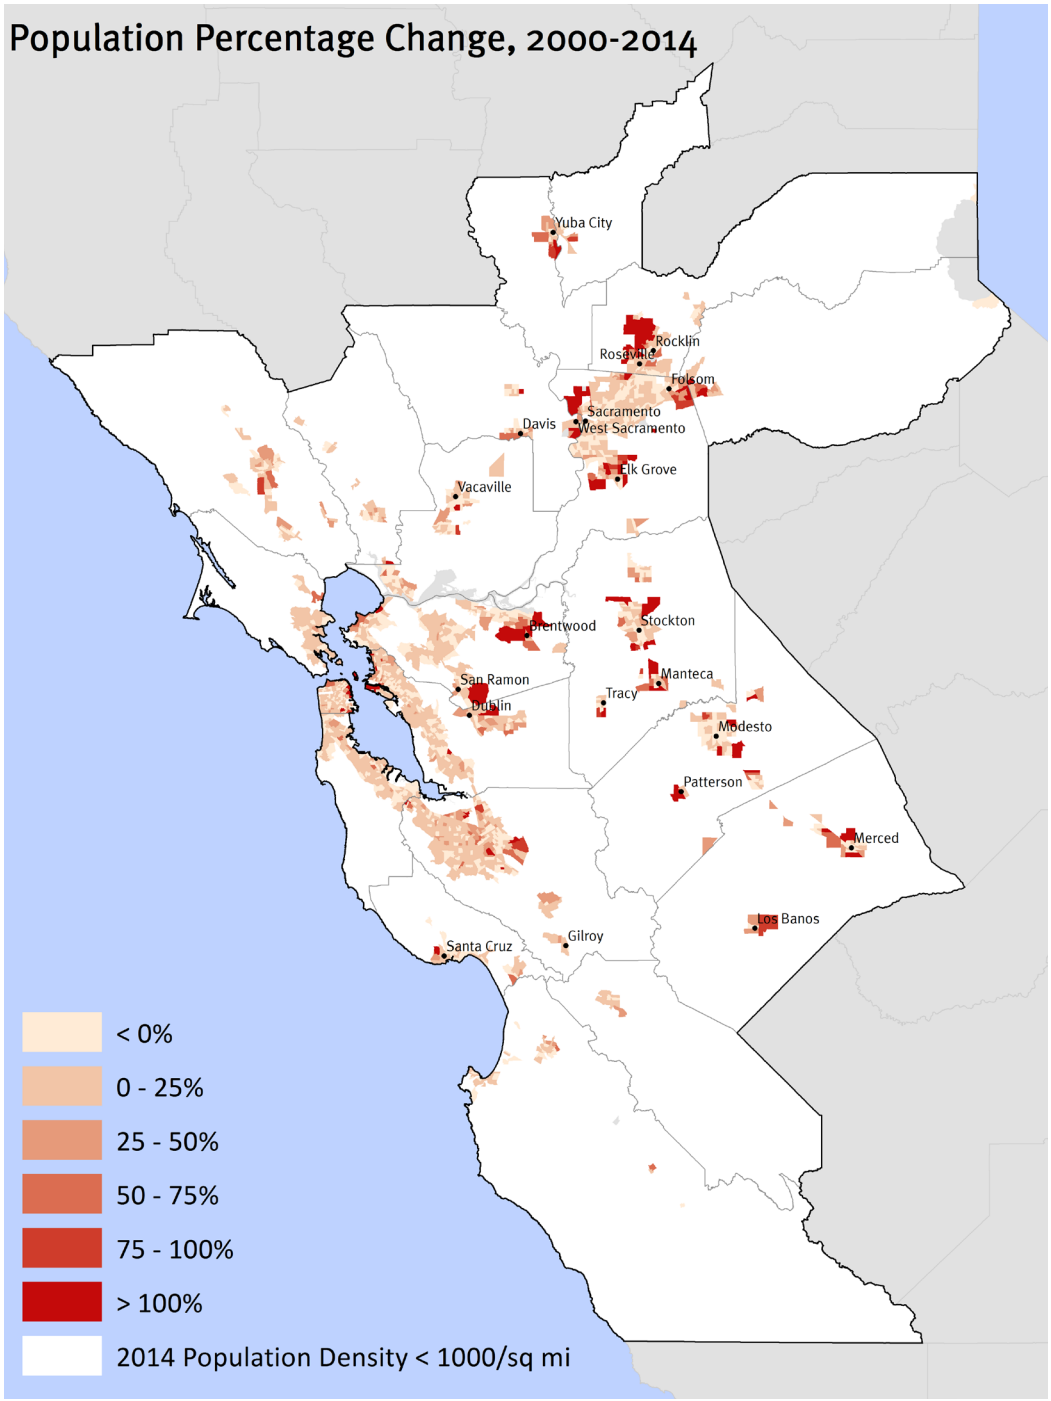 Population Percentage Change, 2000-2014
Yuba City
Rocklin
Roseville
Folsom
Sacramento
Davis
West Sacramento
Elk Grove
Vacaville
Stockton
Brentwood
Manteca
San Ramon
Tracy
Dublin
Modesto
Patterson
Merced
Los Banos
Gilroy
Santa Cruz
< 0%
0 - 25%
25 - 50%
50 - 75%
75 - 100%
> 100%
2014 Population Density < 1000/sq mi